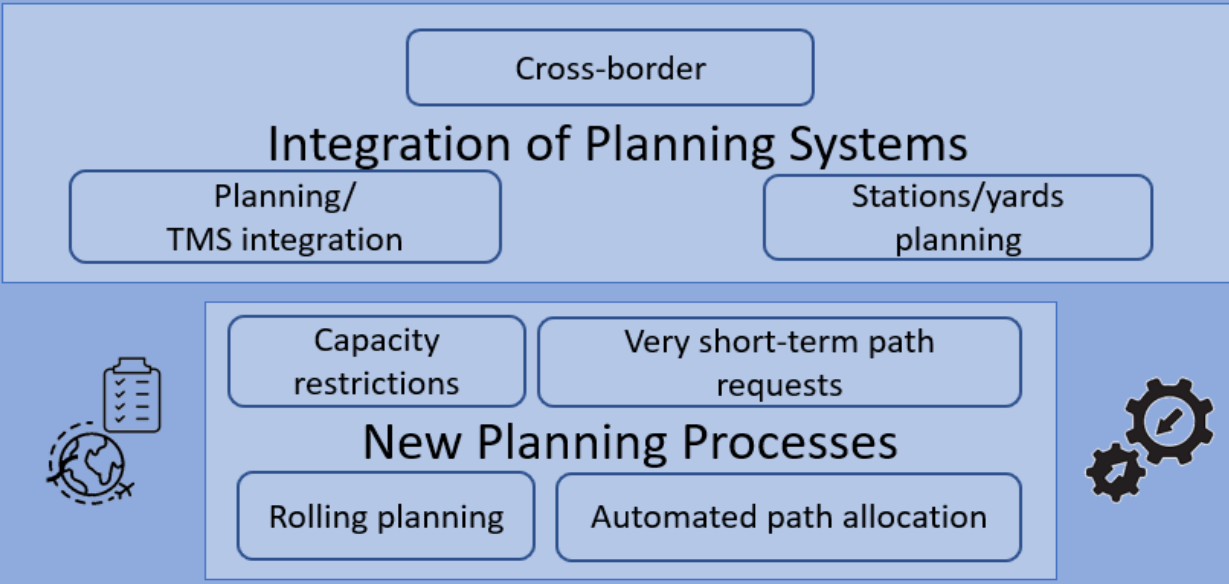 Cross-border
Integration of Planning Systems
Planning/
TMS integration
Stations/yards
planning
Capacity
restrictions
Very short-term path
requests
New Planning Processes
Rolling planning
Automated path allocation